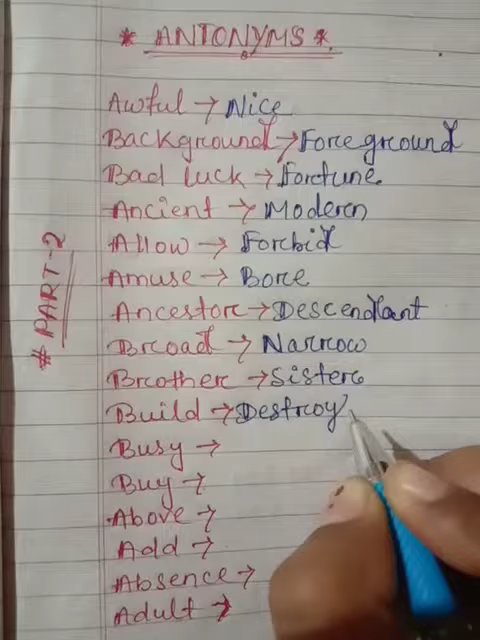 * ANTONYMS *
Awful → Nice
Background → Foreground
Bad luck → Fortune
Ancient → Modern
Allow → Forbid
Amuse → Bore
Ancestor → Descendant
Broad → Narrow
Brother → Sister
Build → Destroy
Busy →
Buy →
Above →
Add →
Absence →
Adult →
# PART-2